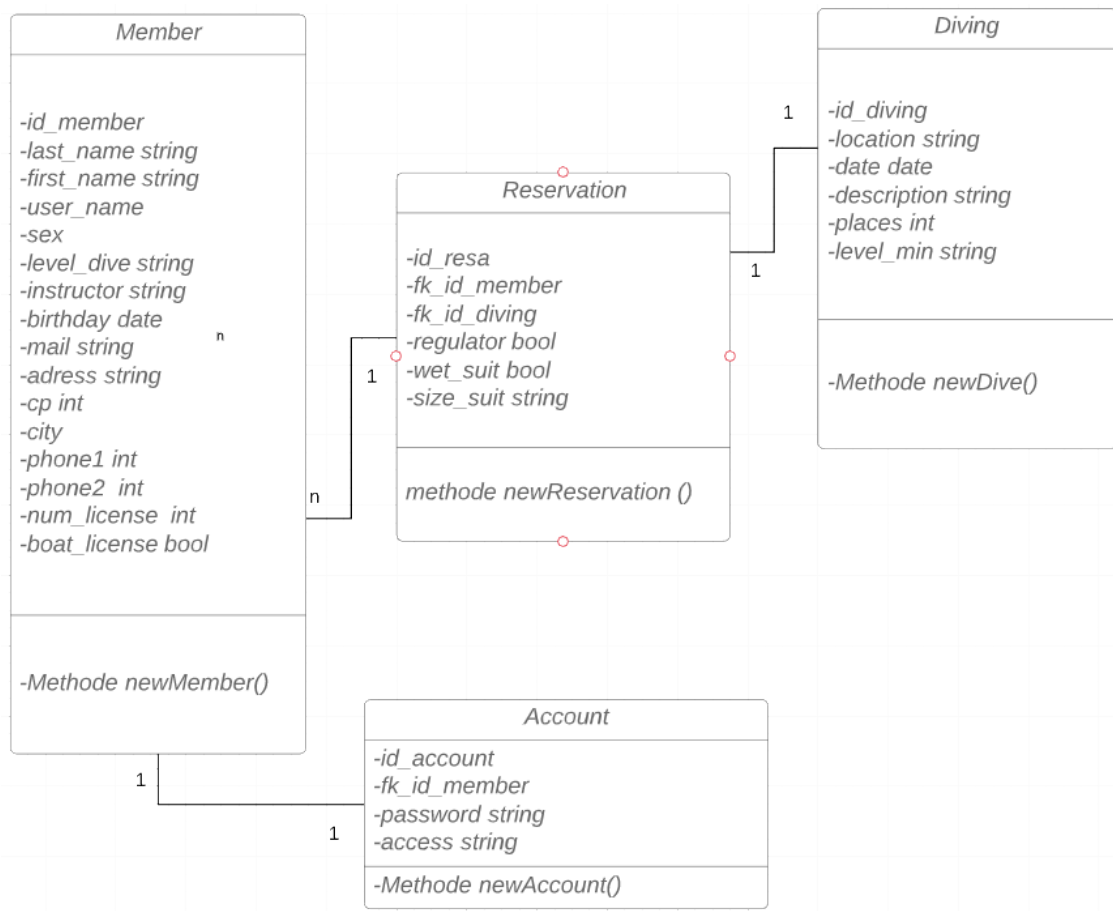 Member
-id_member
-last_name string
-first_name string
-user_name
-sex
-level_dive string
-instructor string
-birthday date
-mail string
-adress string
-cp int
-city
-phone1 int
-phone2  int
-num_license  int
-boat_license bool
-Methode newMember()
n
n
1
Reservation
-id_resa
-fk_id_member
-fk_id_diving
-regulator bool
-wet_suit bool
-size_suit string
methode newReservation ()
1
1
Diving
-id_diving
-location string
-date date
-description string
-places int
-level_min string
-Methode newDive()
1
1
Account
-id_account
-fk_id_member
-password string
-access string
-Methode newAccount()